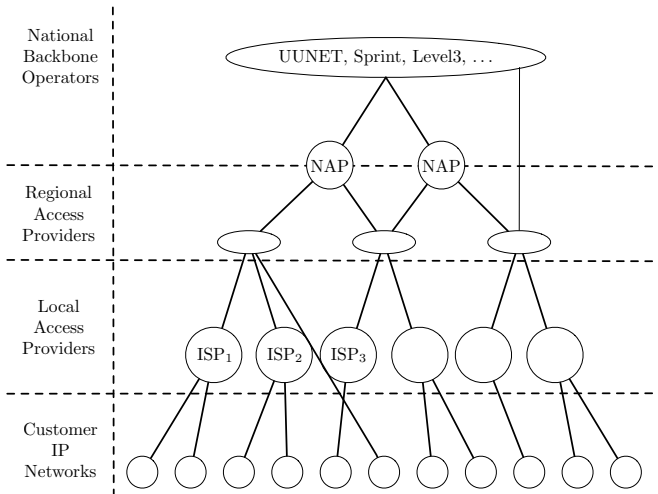 National
Backbone
Operators
UUNET, Sprint, Level3, ...
NAP
NAP
Regional
Access
Providers
Local
Access
Providers
ISP₁
ISP₂
ISP₃
Customer
IP
Networks